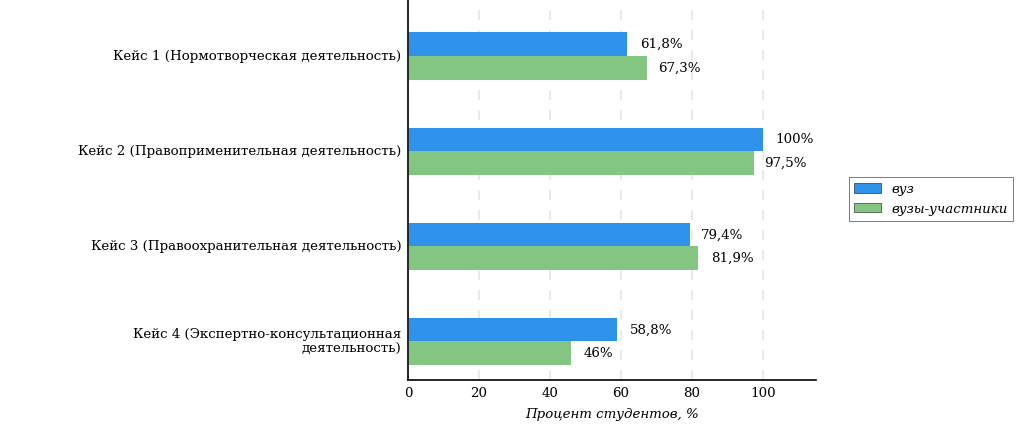 Кейс 1 (Нормотворческая деятельность)
61,8%
67,3%
Кейс 2 (Правоприменительная деятельность)
100%
97,5%
Кейс 3 (Правоохранительная деятельность)
79,4%
81,9%
Кейс 4 (Экспертно-консультационная
деятельность)
58,8%
46%
0 20 40 60 80 100
Процент студентов, %
вуз
вузы-участники